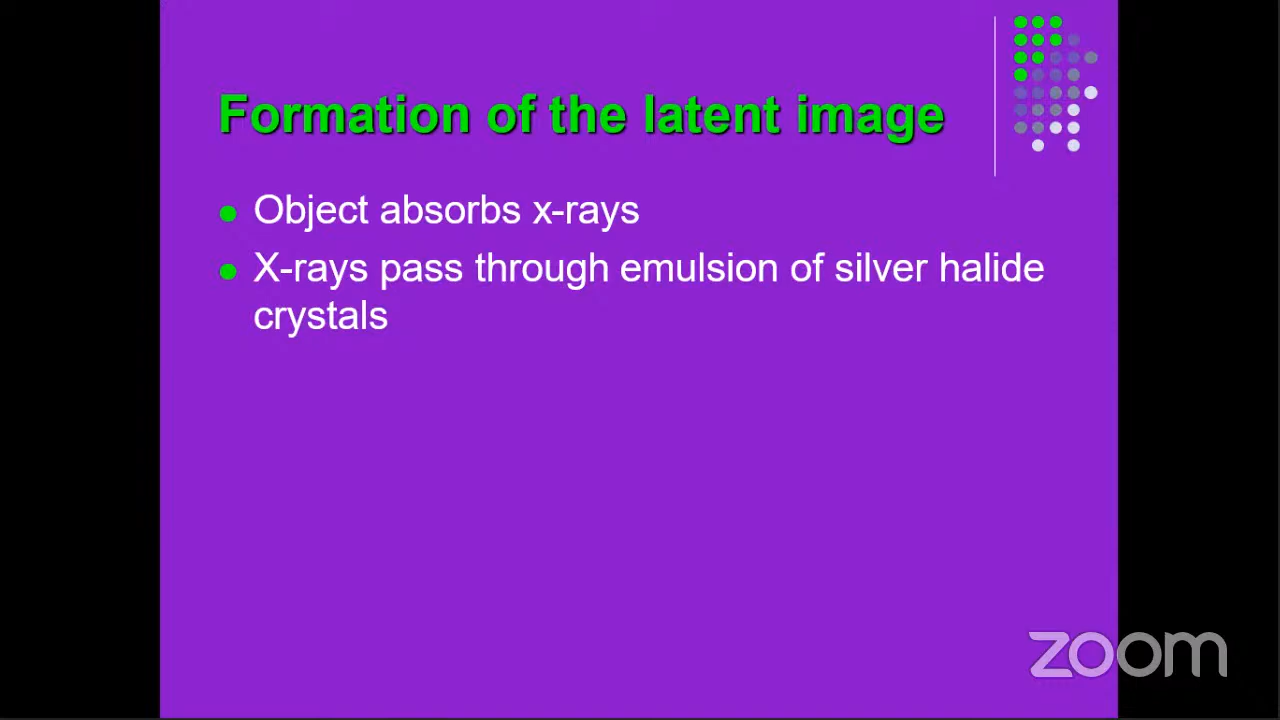 Formation of the latent image
Object absorbs x-rays
X-rays pass through emulsion of silver halide
crystals
zoom